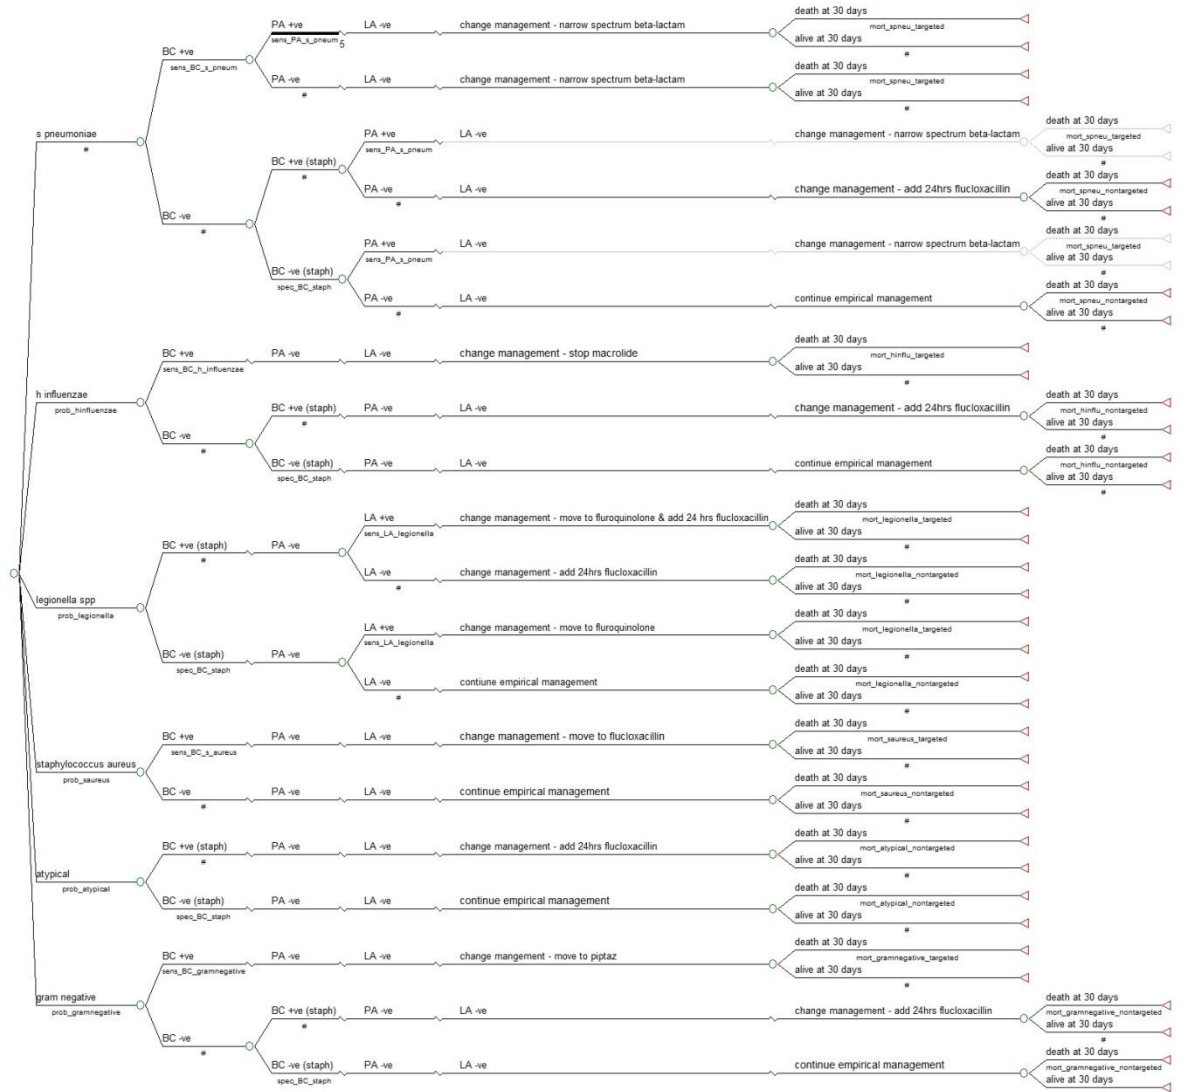 death at 30 days
PA +ve LA -ve change management - narrow spectrum beta-lactam
mort_spneu_targeted
sens_PA_s_pneum 5
alive at 30 days
#
BC +ve
sens_BC_s_pneum
death at 30 days
PA -ve LA -ve change management - narrow spectrum beta-lactam
mort_spneu_targeted
#
alive at 30 days
#
s pneumoniae
#
death at 30 days
PA +ve LA -ve change management - narrow spectrum beta-lactam
mort_spneu_targeted
sens_PA_s_pneum
alive at 30 days
#
BC +ve (staph)
#
death at 30 days
PA -ve LA -ve change management - add 24hrs flucloxacillin
mort_spneu_nontargeted
#
alive at 30 days
#
BC -ve
#
death at 30 days
PA +ve LA -ve change management - narrow spectrum beta-lactam
mort_spneu_targeted
sens_PA_s_pneum
alive at 30 days
#
BC -ve (staph)
spec_BC_staph
death at 30 days
PA -ve LA -ve continue empirical management
mort_spneu_nontargeted
#
alive at 30 days
#
death at 30 days
BC +ve PA -ve LA -ve change management - stop macrolide
mort_hinflu_targeted
sens_BC_h_influenzae
alive at 30 days
#
h influenzae
prob_hinfluenzae
death at 30 days
BC +ve (staph) PA -ve LA -ve change management - add 24hrs flucloxacillin
mort_hinflu_nontargeted
#
alive at 30 days
#
BC -ve
#
death at 30 days
BC -ve (staph) PA -ve LA -ve continue empirical management
mort_hinflu_nontargeted
spec_BC_staph
alive at 30 days
#
death at 30 days
LA +ve change management - move to fluroquinolone & add 24 hrs flucloxacillin
mort_legionella_targeted
sens_LA_legionella
alive at 30 days
#
BC +ve (staph) PA -ve
#
death at 30 days
LA -ve change management - add 24hrs flucloxacillin
mort_legionella_nontargeted
#
alive at 30 days
#
legionella spp
prob_legionella
death at 30 days
LA +ve change management - move to fluroquinolone
mort_legionella_targeted
sens_LA_legionella
alive at 30 days
#
BC -ve (staph) PA -ve
spec_BC_staph
death at 30 days
LA -ve contiune empirical management
mort_legionella_nontargeted
#
alive at 30 days
#
death at 30 days
BC +ve PA -ve LA -ve change management - move to flucloxacillin
mort_saureus_targeted
sens_BC_s_aureus
alive at 30 days
#
staphylococcus aureus
prob_saureus
death at 30 days
BC -ve PA -ve LA -ve continue empirical management
mort_saureus_nontargeted
#
alive at 30 days
#
death at 30 days
BC +ve (staph) PA -ve LA -ve change management - add 24hrs flucloxacillin
mort_atypical_nontargeted
#
alive at 30 days
#
atypical
prob_atypical
death at 30 days
BC -ve (staph) PA -ve LA -ve continue empirical management
mort_atypical_nontargeted
spec_BC_staph
alive at 30 days
#
death at 30 days
BC +ve PA -ve LA -ve change mangement - move to piptaz
mort_gramnegative_targeted
sens_BC_gramnegative
alive at 30 days
#
gram negative
prob_gramnegative
death at 30 days
BC +ve (staph) PA -ve LA -ve change management - add 24hrs flucloxacillin
mort_gramnegative_nontargeted
#
alive at 30 days
#
BC -ve
#
death at 30 days
BC -ve (staph) PA -ve LA -ve continue empirical management
mort_gramnegative_nontargeted
spec_BC_staph
alive at 30 days